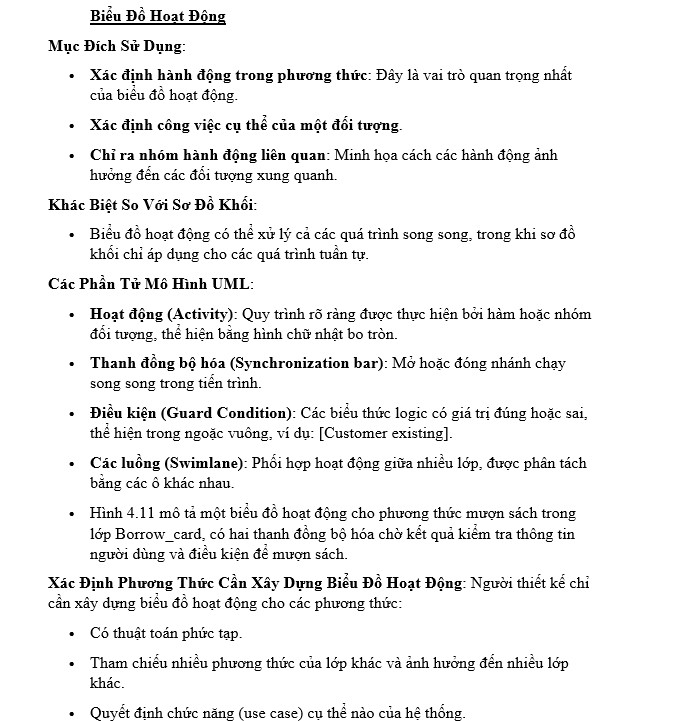 Biểu Đồ Hoạt Động
Mục Đích Sử Dụng:
• Xác định hành động trong phương thức: Đây là vai trò quan trọng nhất
của biểu đồ hoạt động.
• Xác định công việc cụ thể của một đối tượng.
• Chỉ ra nhóm hành động liên quan: Minh họa cách các hành động ảnh
hưởng đến các đối tượng xung quanh.
Khác Biệt So Với Sơ Đồ Khối:
• Biểu đồ hoạt động có thể xử lý cả các quá trình song song, trong khi sơ đồ
khối chỉ áp dụng cho các quá trình tuần tự.
Các Phần Tử Mô Hình UML:
• Hoạt động (Activity): Quy trình rõ ràng được thực hiện bởi hàm hoặc nhóm
đối tượng, thể hiện bằng hình chữ nhật bo tròn.
• Thanh đồng bộ hóa (Synchronization bar): Mở hoặc đóng nhánh chạy
song song trong tiến trình.
• Điều kiện (Guard Condition): Các biểu thức logic có giá trị đúng hoặc sai,
thể hiện trong ngoặc vuông, ví dụ: [Customer existing].
• Các luồng (Swimlane): Phối hợp hoạt động giữa nhiều lớp, được phân tách
bằng các ô khác nhau.
• Hình 4.11 mô tả một biểu đồ hoạt động cho phương thức mượn sách trong
lớp Borrow_card, có hai thanh đồng bộ hóa chờ kết quả kiểm tra thông tin
người dùng và điều kiện để mượn sách.
Xác Định Phương Thức Cần Xây Dựng Biểu Đồ Hoạt Động: Người thiết kế chỉ
cần xây dựng biểu đồ hoạt động cho các phương thức:
• Có thuật toán phức tạp.
• Tham chiếu nhiều phương thức của lớp khác và ảnh hưởng đến nhiều lớp
khác.
• Quyết định chức năng (use case) cụ thể nào của hệ thống.